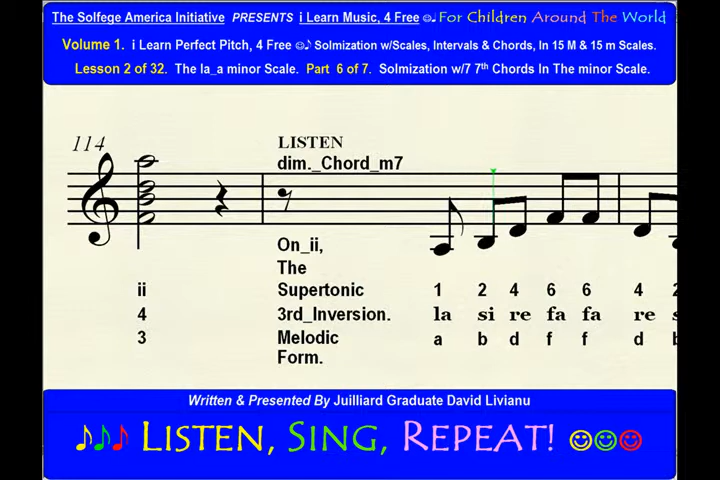 The Solfege America Initiative PRESENTS i Learn Music, 4 Free For Children Around The World
Volume 1. i Learn Perfect Pitch, 4 Free Solmization w/Scales, Intervals & Chords, In 15 M & 15 m Scales.
Lesson 2 of 32. The la_a minor Scale. Part 6 of 7. Solmization w/7 7th Chords In The minor Scale.
114
LISTEN
dim._Chord_m7
On_ii,
The
ii Supertonic 1 2 4 6 6 4 2
4 3rd_Inversion. la si re fa fa re s
3 Melodic a b d f f d b
Form.
Written & Presented By Juilliard Graduate David Livianu
LISTEN, SING, REPEAT!